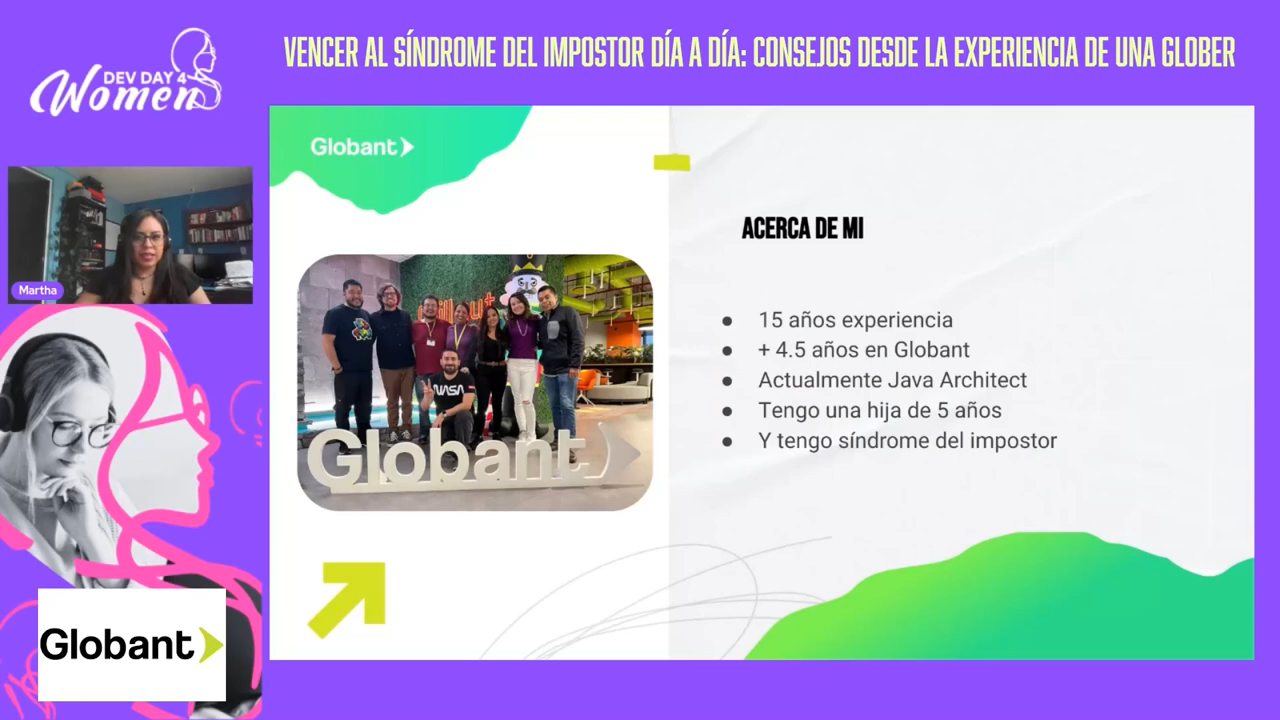 DEV DAY 4
Women
VENCER AL SÍNDROME DEL IMPOSTOR DÍA A DÍA: CONSEJOS DESDE LA EXPERIENCIA DE UNA GLOBER
Martha
Globant
Globant
NASA
Globant
ACERCA DE MI
● 15 años experiencia
● + 4.5 años en Globant
● Actualmente Java Architect
● Tengo una hija de 5 años
● Y tengo síndrome del impostor